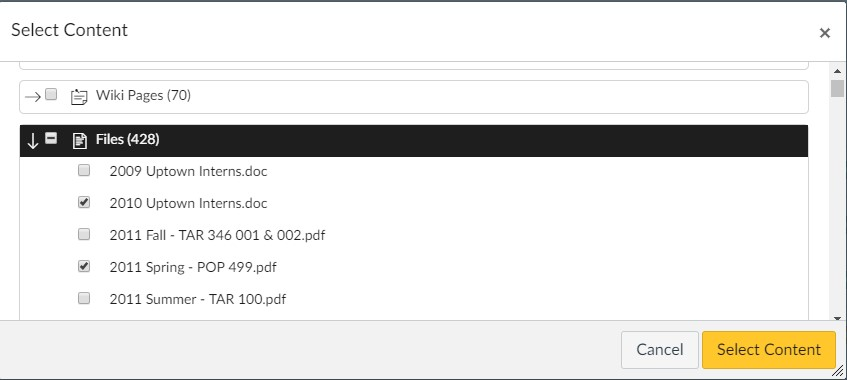 Select Content
×
Wiki Pages (70)
Files (428)
2009 Uptown Interns.doc
2010 Uptown Interns.doc
2011 Fall - TAR 346 001 & 002.pdf
2011 Spring - POP 499.pdf
2011 Summer - TAR 100.pdf
Cancel Select Content